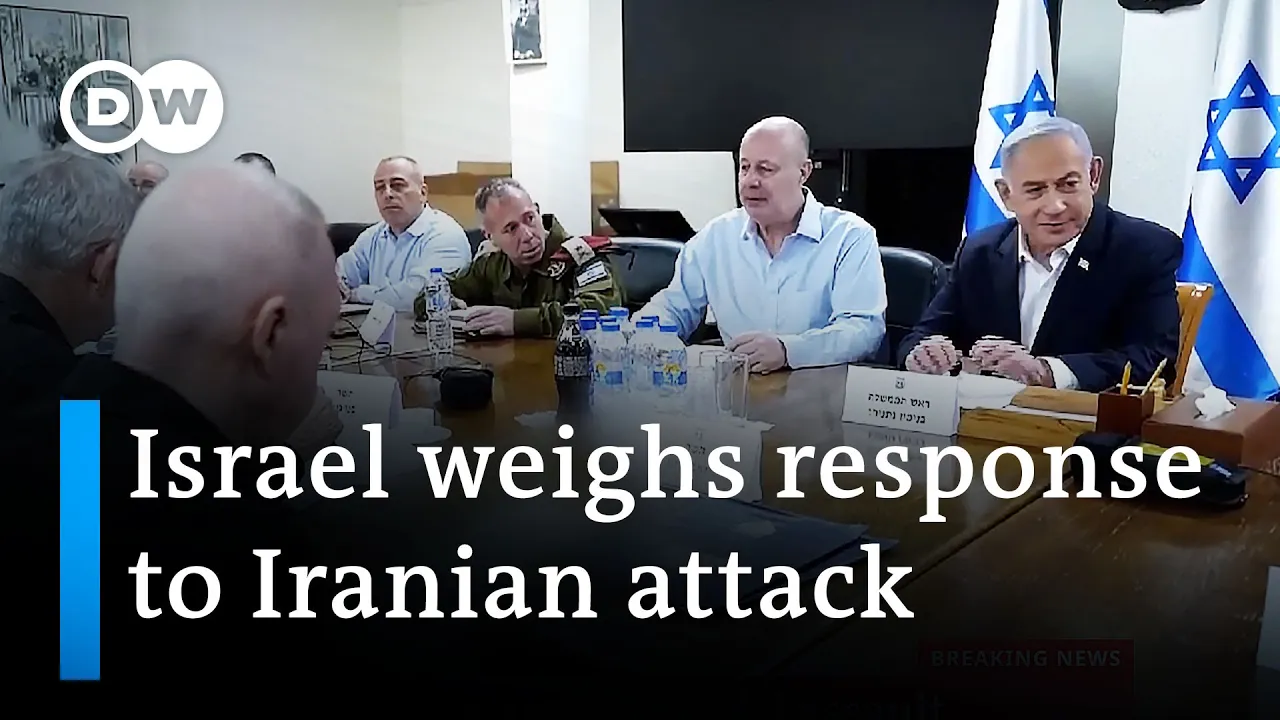 DW
ראש הממשלה
בנימין נתניהו
Israel weighs response
to Iranian attack
BREAKING NEWS